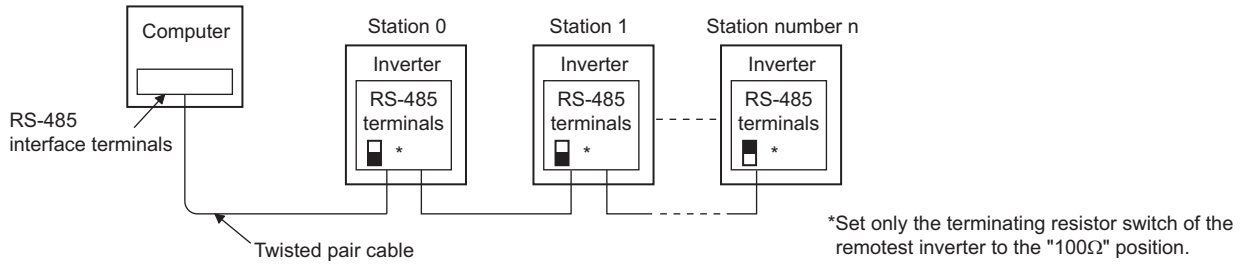 Computer
RS-485
interface terminals
Twisted pair cable
Station 0
Inverter
RS-485
terminals
*
Station 1
Inverter
RS-485
terminals
*
Station number n
Inverter
RS-485
terminals
*
*Set only the terminating resistor switch of the
remotest inverter to the "100Ω" position.